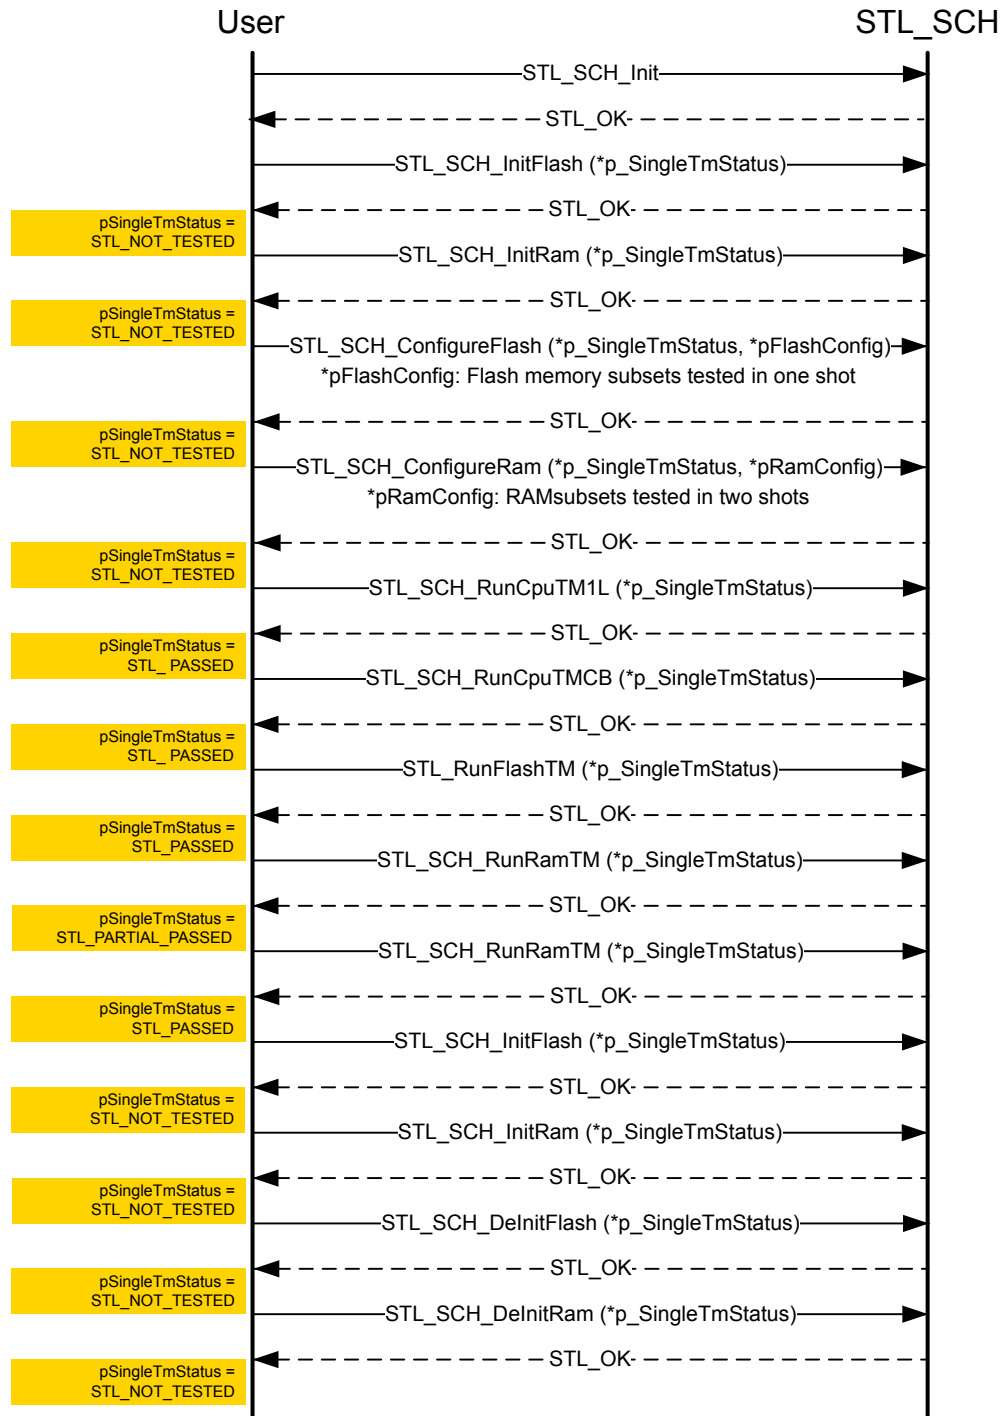 User
STL_SCH
STL_SCH_Init
STL_OK
STL_SCH_InitFlash (*p_SingleTmStatus)
STL_OK
pSingleTmStatus =
STL_NOT_TESTED
STL_SCH_InitRam (*p_SingleTmStatus)
STL_OK
pSingleTmStatus =
STL_NOT_TESTED
STL_SCH_ConfigureFlash (*p_SingleTmStatus, *pFlashConfig)
*pFlashConfig: Flash memory subsets tested in one shot
STL_OK
pSingleTmStatus =
STL_NOT_TESTED
STL_SCH_ConfigureRam (*p_SingleTmStatus, *pRamConfig)
*pRamConfig: RAMsubsets tested in two shots
STL_OK
pSingleTmStatus =
STL_NOT_TESTED
STL_SCH_RunCpuTM1L (*p_SingleTmStatus)
STL_OK
pSingleTmStatus =
STL_ PASSED
STL_SCH_RunCpuTMCB (*p_SingleTmStatus)
STL_OK
pSingleTmStatus =
STL_ PASSED
STL_RunFlashTM (*p_SingleTmStatus)
STL_OK
pSingleTmStatus =
STL_PASSED
STL_SCH_RunRamTM (*p_SingleTmStatus)
STL_OK
pSingleTmStatus =
STL_PARTIAL_PASSED
STL_SCH_RunRamTM (*p_SingleTmStatus)
STL_OK
pSingleTmStatus =
STL_PASSED
STL_SCH_InitFlash (*p_SingleTmStatus)
STL_OK
pSingleTmStatus =
STL_NOT_TESTED
STL_SCH_InitRam (*p_SingleTmStatus)
STL_OK
pSingleTmStatus =
STL_NOT_TESTED
STL_SCH_DeInitFlash (*p_SingleTmStatus)
STL_OK
pSingleTmStatus =
STL_NOT_TESTED
STL_SCH_DeInitRam (*p_SingleTmStatus)
STL_OK
pSingleTmStatus =
STL_NOT_TESTED